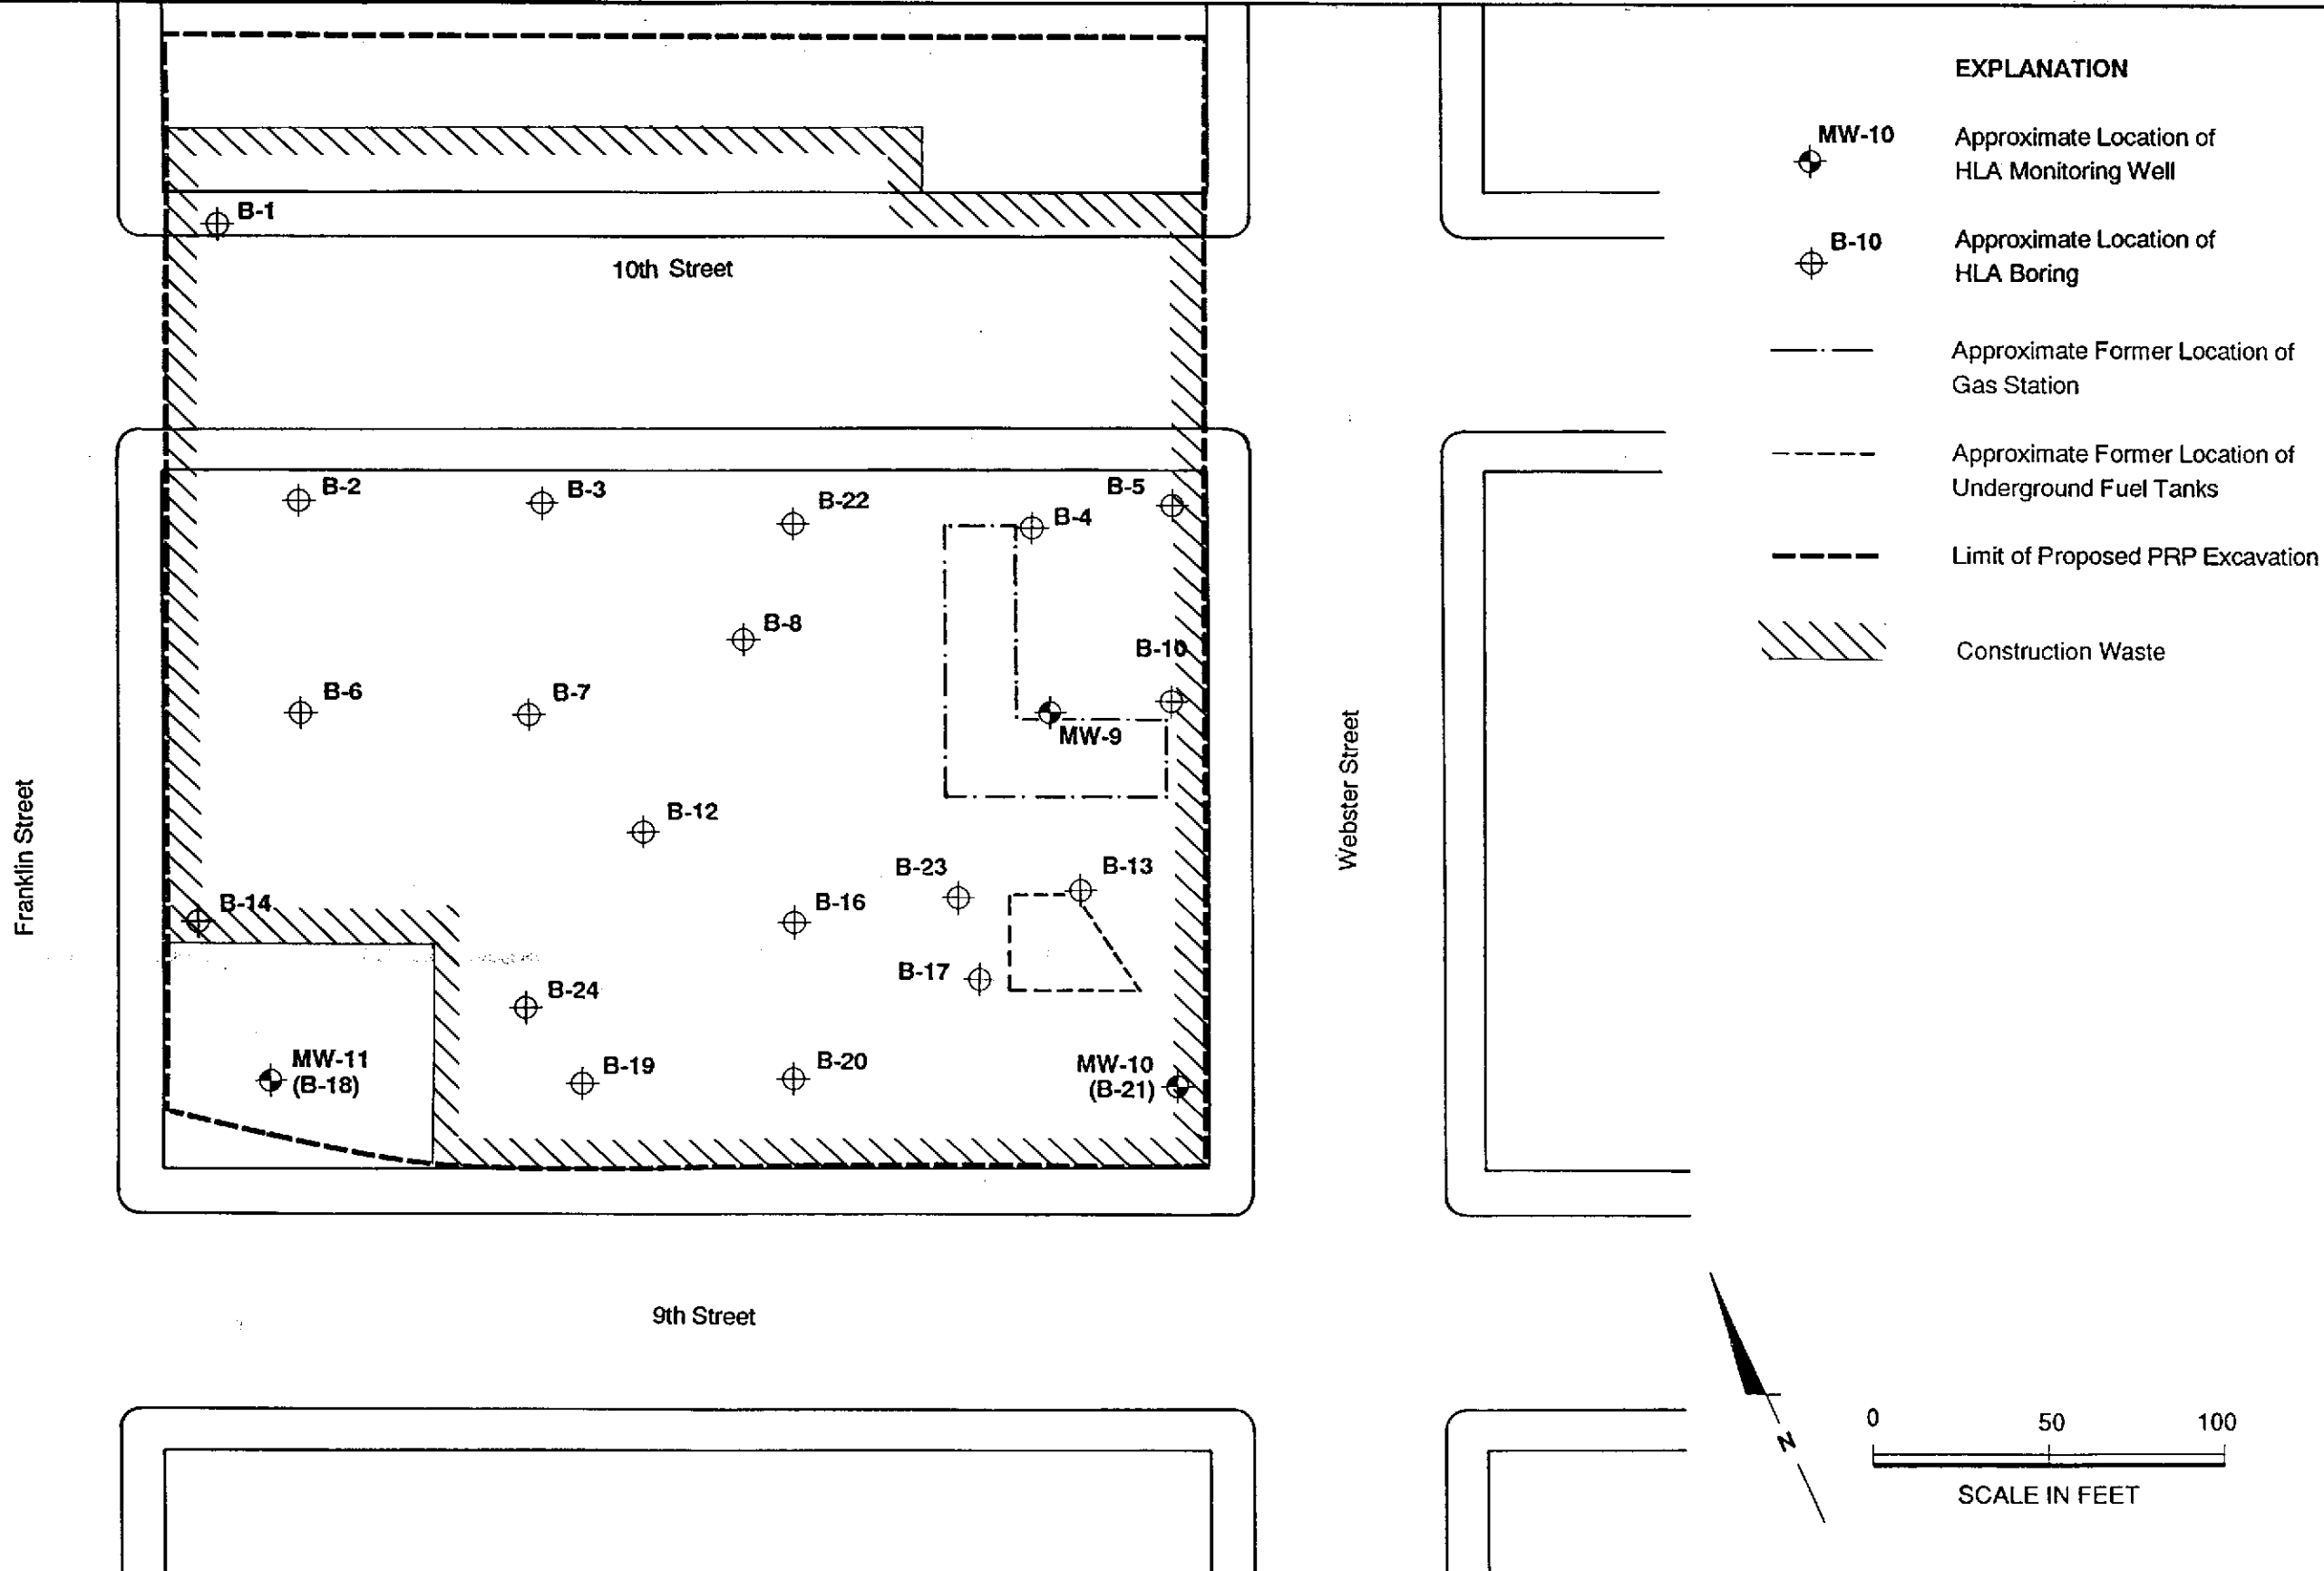 EXPLANATION
MW-10
Approximate Location of
HLA Monitoring Well
B-10
Approximate Location of
HLA Boring
Approximate Former Location of
Gas Station
Approximate Former Location of
Underground Fuel Tanks
Limit of Proposed PRP Excavation
Construction Waste
B-1
10th Street
B-2
B-3
B-22
B-4
B-5
B-8
B-10
B-6
B-7
MW-9
Franklin Street
Webster Street
B-12
B-23
B-13
B-14
B-16
B-17
B-24
MW-11
(B-18)
B-19
B-20
MW-10
(B-21)
9th Street
N
0
50
100
SCALE IN FEET